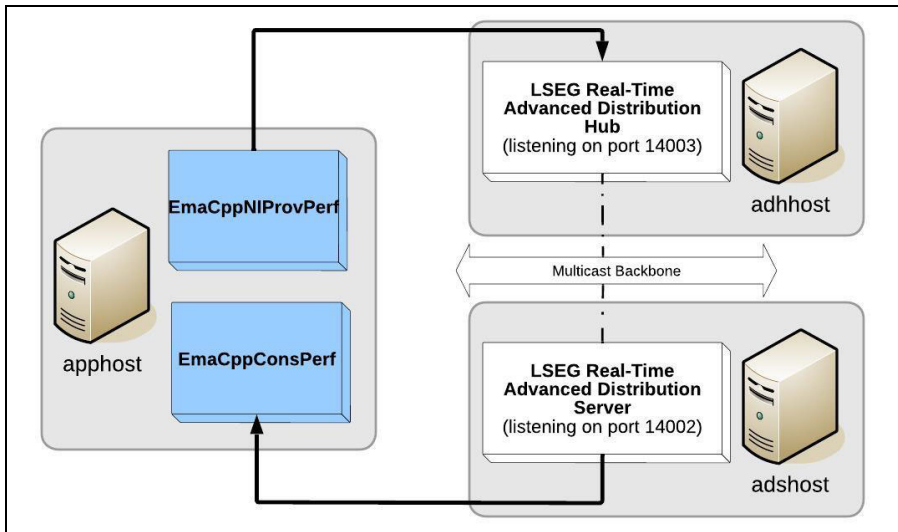 LSEG Real-Time
Advanced Distribution
Hub
(listening on port 14003)
adhhost
EmaCppNIProvPerf
EmaCppConsPerf
apphost
Multicast Backbone
LSEG Real-Time
Advanced Distribution
Server
(listening on port 14002)
adshost